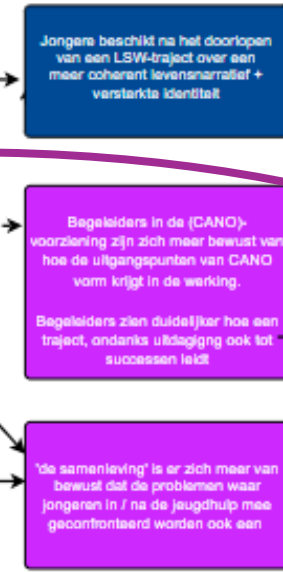 Jongere beschikt na het doorlopen
van een LSW-traject over een
meer coherent levensnarratief +
versterkte identiteit
Begeleiders in de (CANO)-
voorziening zijn zich meer bewust van
hoe de uitgangspunten van CANO
vorm krijgt in de werking.
Begeleiders zien duidelijker hoe een
traject, ondanks uitdagigng ook tot
successen leidt
'de samenleving' is er zich meer van
bewust dat de problemen waar
jongeren in / na de jeugdhulp mee
geconfronteerd worden ook een